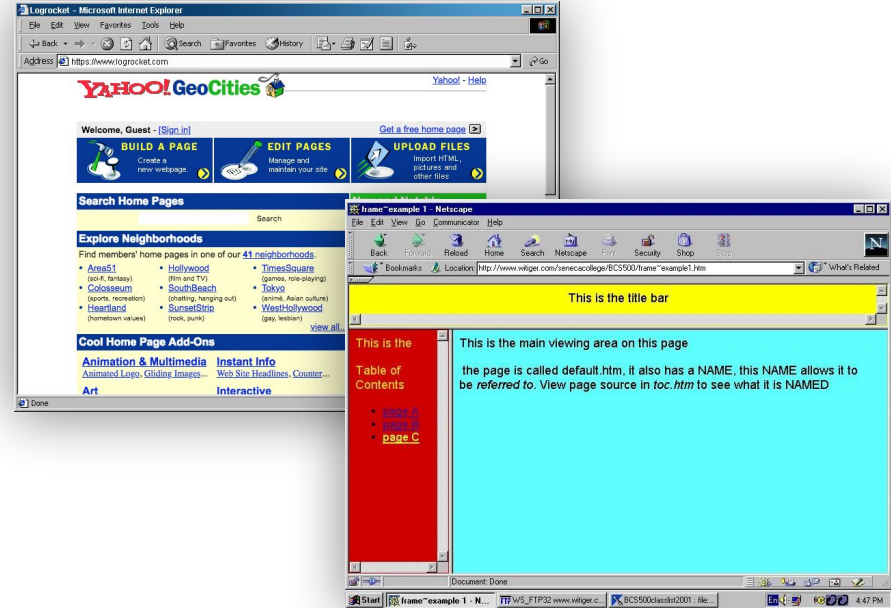 Logrocket - Microsoft Internet Explorer
File Edit View Favorites Tools Help
Back Search Favorites History
Address https://www.logrocket.com Go
Yahoo! - Help
YAHOO! GeoCities
Welcome, Guest - [Sign in] Get a free home page
BUILD A PAGE
Create a
new webpage.
EDIT PAGES
Manage and
maintain your site
UPLOAD FILES
Import HTML,
pictures and
other files
Search Home Pages
Search
Explore Neighborhoods
Find members' home pages in one of our 41 neighborhoods.
• Area51 • Hollywood • TimesSquare
(sci-fi, fantasy) (film and TV) (games, role-playing)
• Colosseum • SouthBeach • Tokyo
(sports, recreation) (chatting, hanging out) (animé, Asian culture)
• Heartland • SunsetStrip • WestHollywood
(hometown values) (rock, punk) (gay, lesbian)
view all..
Cool Home Page Add-Ons
Animation & Multimedia Instant Info
Animated Logo, Gliding Images... Web Site Headlines, Counter...
Art Interactive
Done
frame~example 1 - Netscape
File Edit View Go Communicator Help
Back Forward Reload Home Search Netscape Print Security Shop Stop
Bookmarks Location: http://www.witiger.com/senecacollege/BCS500/frame~example1.htm What's Related
This is the title bar
This is the
Table of
Contents
• page A
• page B
• page C
This is the main viewing area on this page
the page is called default.htm, it also has a NAME, this NAME allows it to
be referred to. View page source in toc.htm to see what it is NAMED
Document: Done
Start frame~example 1 - N... WS_FTP32 www.witiger.c... BCS500classlist2001 : file:... En 4:47 PM